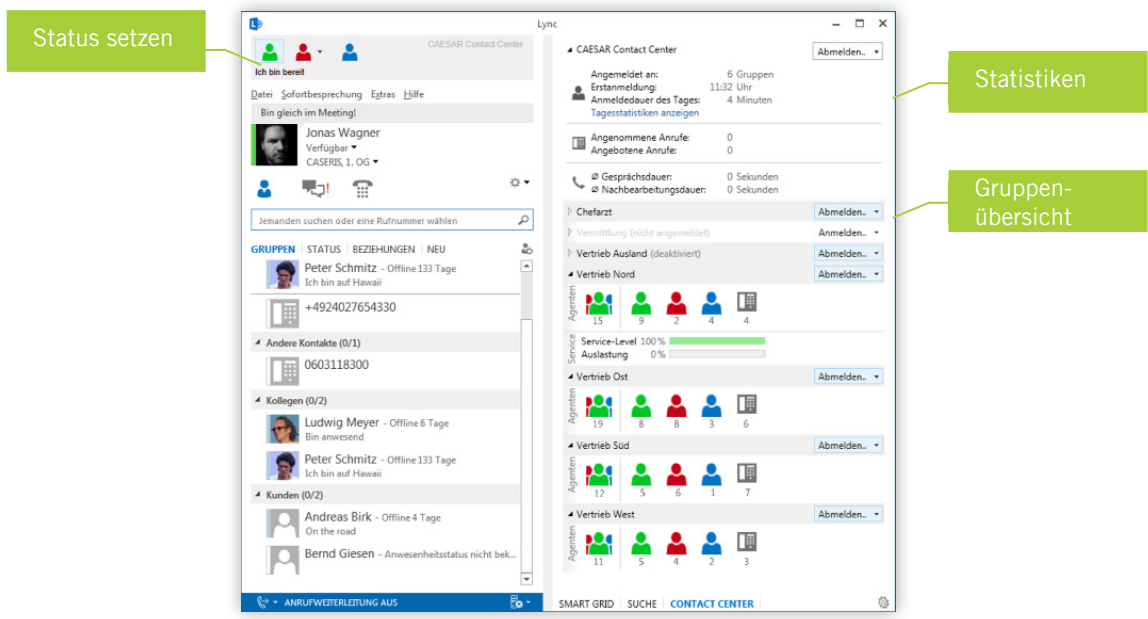 Status setzen
Lync
CAESAR Contact Center
Ich bin bereit
Datei Sofortbesprechung Extras Hilfe
Bin gleich im Meeting!
Jonas Wagner
Verfügbar
CASERIS, 1. OG
Jemanden suchen oder eine Rufnummer wählen
GRUPPEN STATUS BEZIEHUNGEN NEU
Peter Schmitz - Offline 133 Tage
Ich bin auf Hawaii
+4924027654330
Andere Kontakte (0/1)
0603118300
Kollegen (0/2)
Ludwig Meyer - Offline 6 Tage
Bin anwesend
Peter Schmitz - Offline 133 Tage
Ich bin auf Hawaii
Kunden (0/2)
Andreas Birk - Offline 4 Tage
On the road
Bernd Giesen - Anwesenheitsstatus nicht bek...
ANRUFWEITERLEITUNG AUS
CAESAR Contact Center Abmelden..
Angemeldet an: 6 Gruppen
Erstanmeldung: 11:32 Uhr
Anmeldedauer des Tages: 4 Minuten
Tagesstatistiken anzeigen
Angenommene Anrufe: 0
Angebotene Anrufe: 0
Ø Gesprächsdauer: 0 Sekunden
Ø Nachbearbeitungsdauer: 0 Sekunden
Chefarzt Abmelden..
Vermittlung (nicht angemeldet) Anmelden..
Vertrieb Ausland (deaktiviert) Abmelden..
Vertrieb Nord Abmelden..
Agenten
15 9 2 4 4
Service
Service-Level 100 %
Auslastung 0 %
Vertrieb Ost Abmelden..
Agenten
19 8 8 3 6
Vertrieb Süd Abmelden..
Agenten
12 5 6 1 7
Vertrieb West Abmelden..
Agenten
11 5 4 2 3
SMART GRID SUCHE CONTACT CENTER
Statistiken
Gruppen-
übersicht